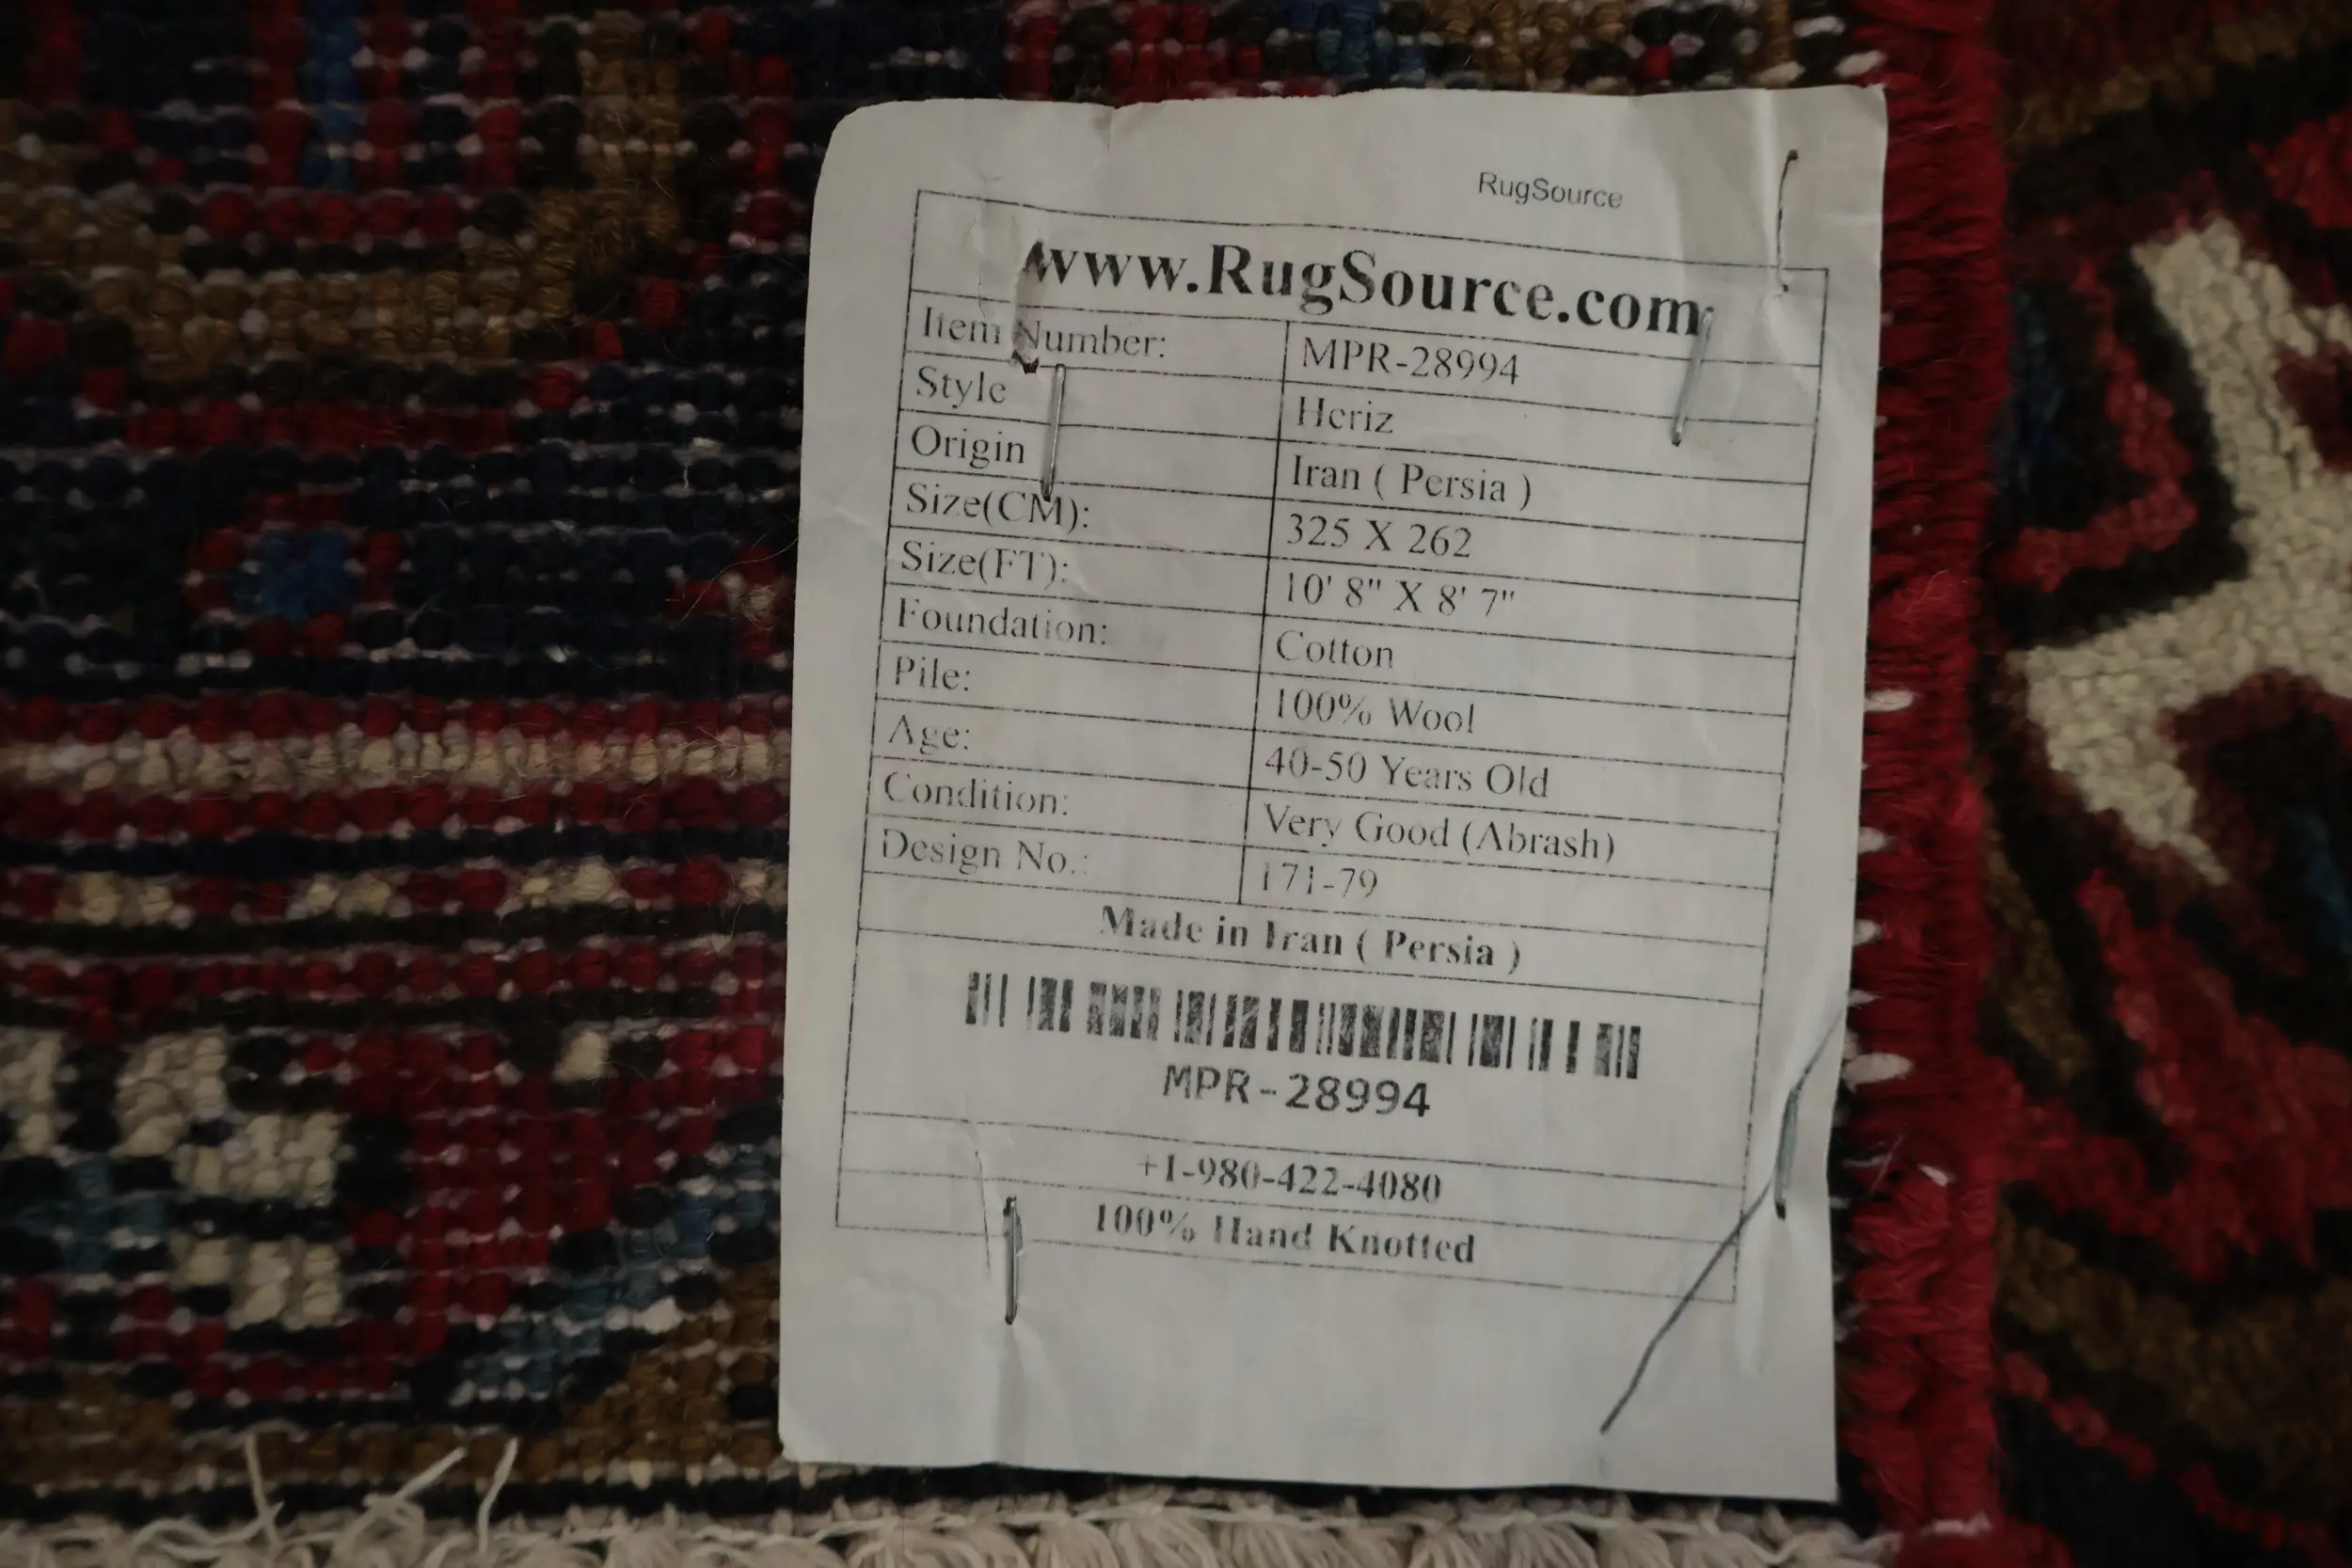 RugSource
www.RugSource.com
Item Number: MPR-28994
Style Heriz
Origin Iran ( Persia )
Size(CM): 325 X 262
Size(FT): 10' 8" X 8' 7"
Foundation: Cotton
Pile: 100% Wool
Age: 40-50 Years Old
Condition: Very Good (Abrash)
Design No.: 171-79
Made in Iran ( Persia )
MPR-28994
+1-980-422-4080
100% Hand Knotted